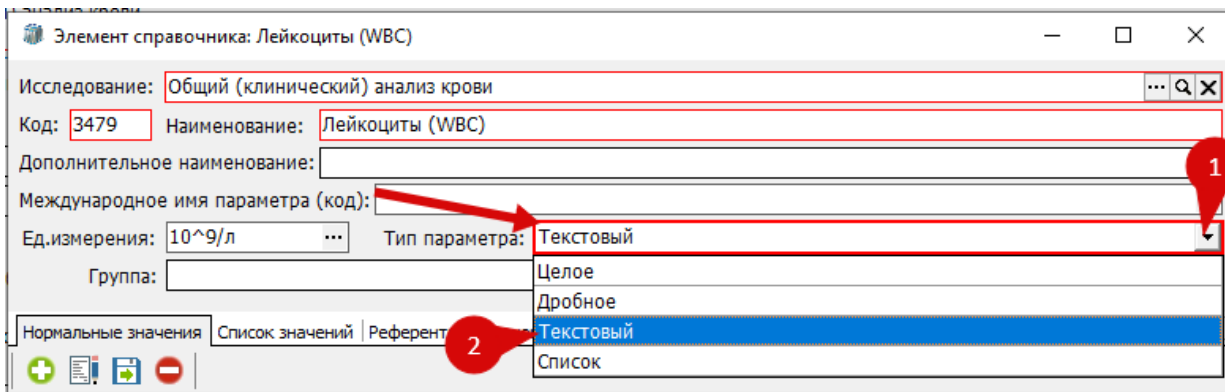 Элемент справочника: Лейкоциты (WBC)
Исследование: Общий (клинический) анализ крови
Код: 3479 Наименование: Лейкоциты (WBC)
Дополнительное наименование:
1
Международное имя параметра (код):
Ед.измерения: 10^9/л ... Тип параметра: Текстовый
Группа:
Целое
Дробное
Нормальные значения Список значений Референт
2
Текстовый
Список